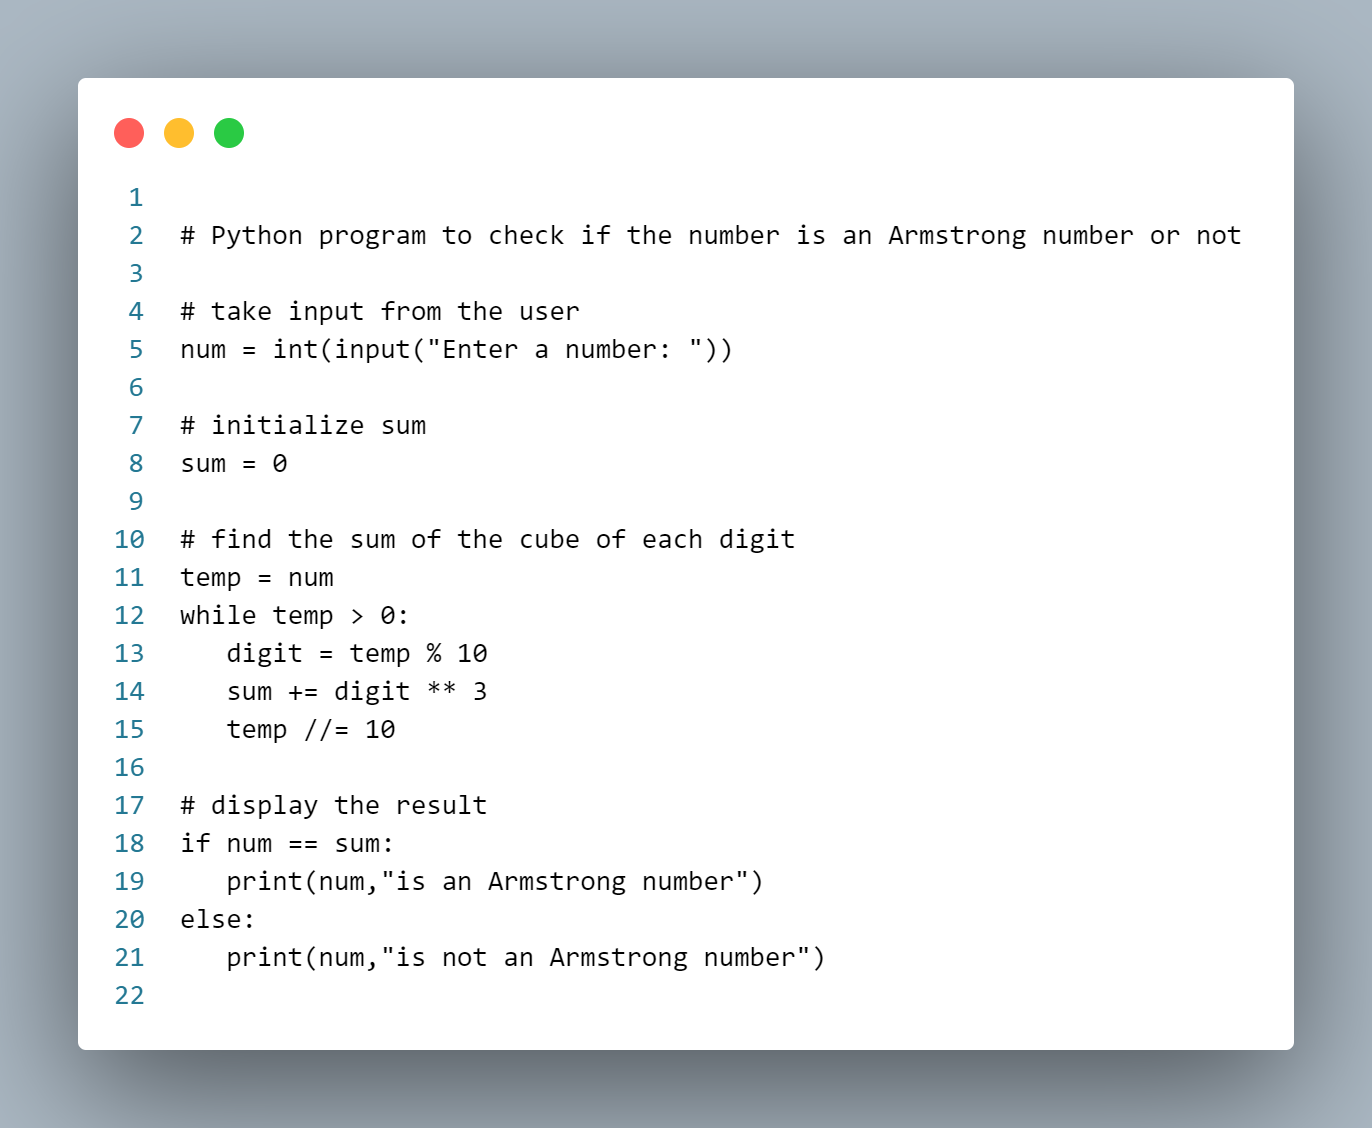 1
2 # Python program to check if the number is an Armstrong number or not
3
4 # take input from the user
5 num = int(input("Enter a number: "))
6
7 # initialize sum
8 sum = 0
9
10 # find the sum of the cube of each digit
11 temp = num
12 while temp > 0:
13    digit = temp % 10
14    sum += digit ** 3
15    temp //= 10
16
17 # display the result
18 if num == sum:
19    print(num,"is an Armstrong number")
20 else:
21    print(num,"is not an Armstrong number")
22